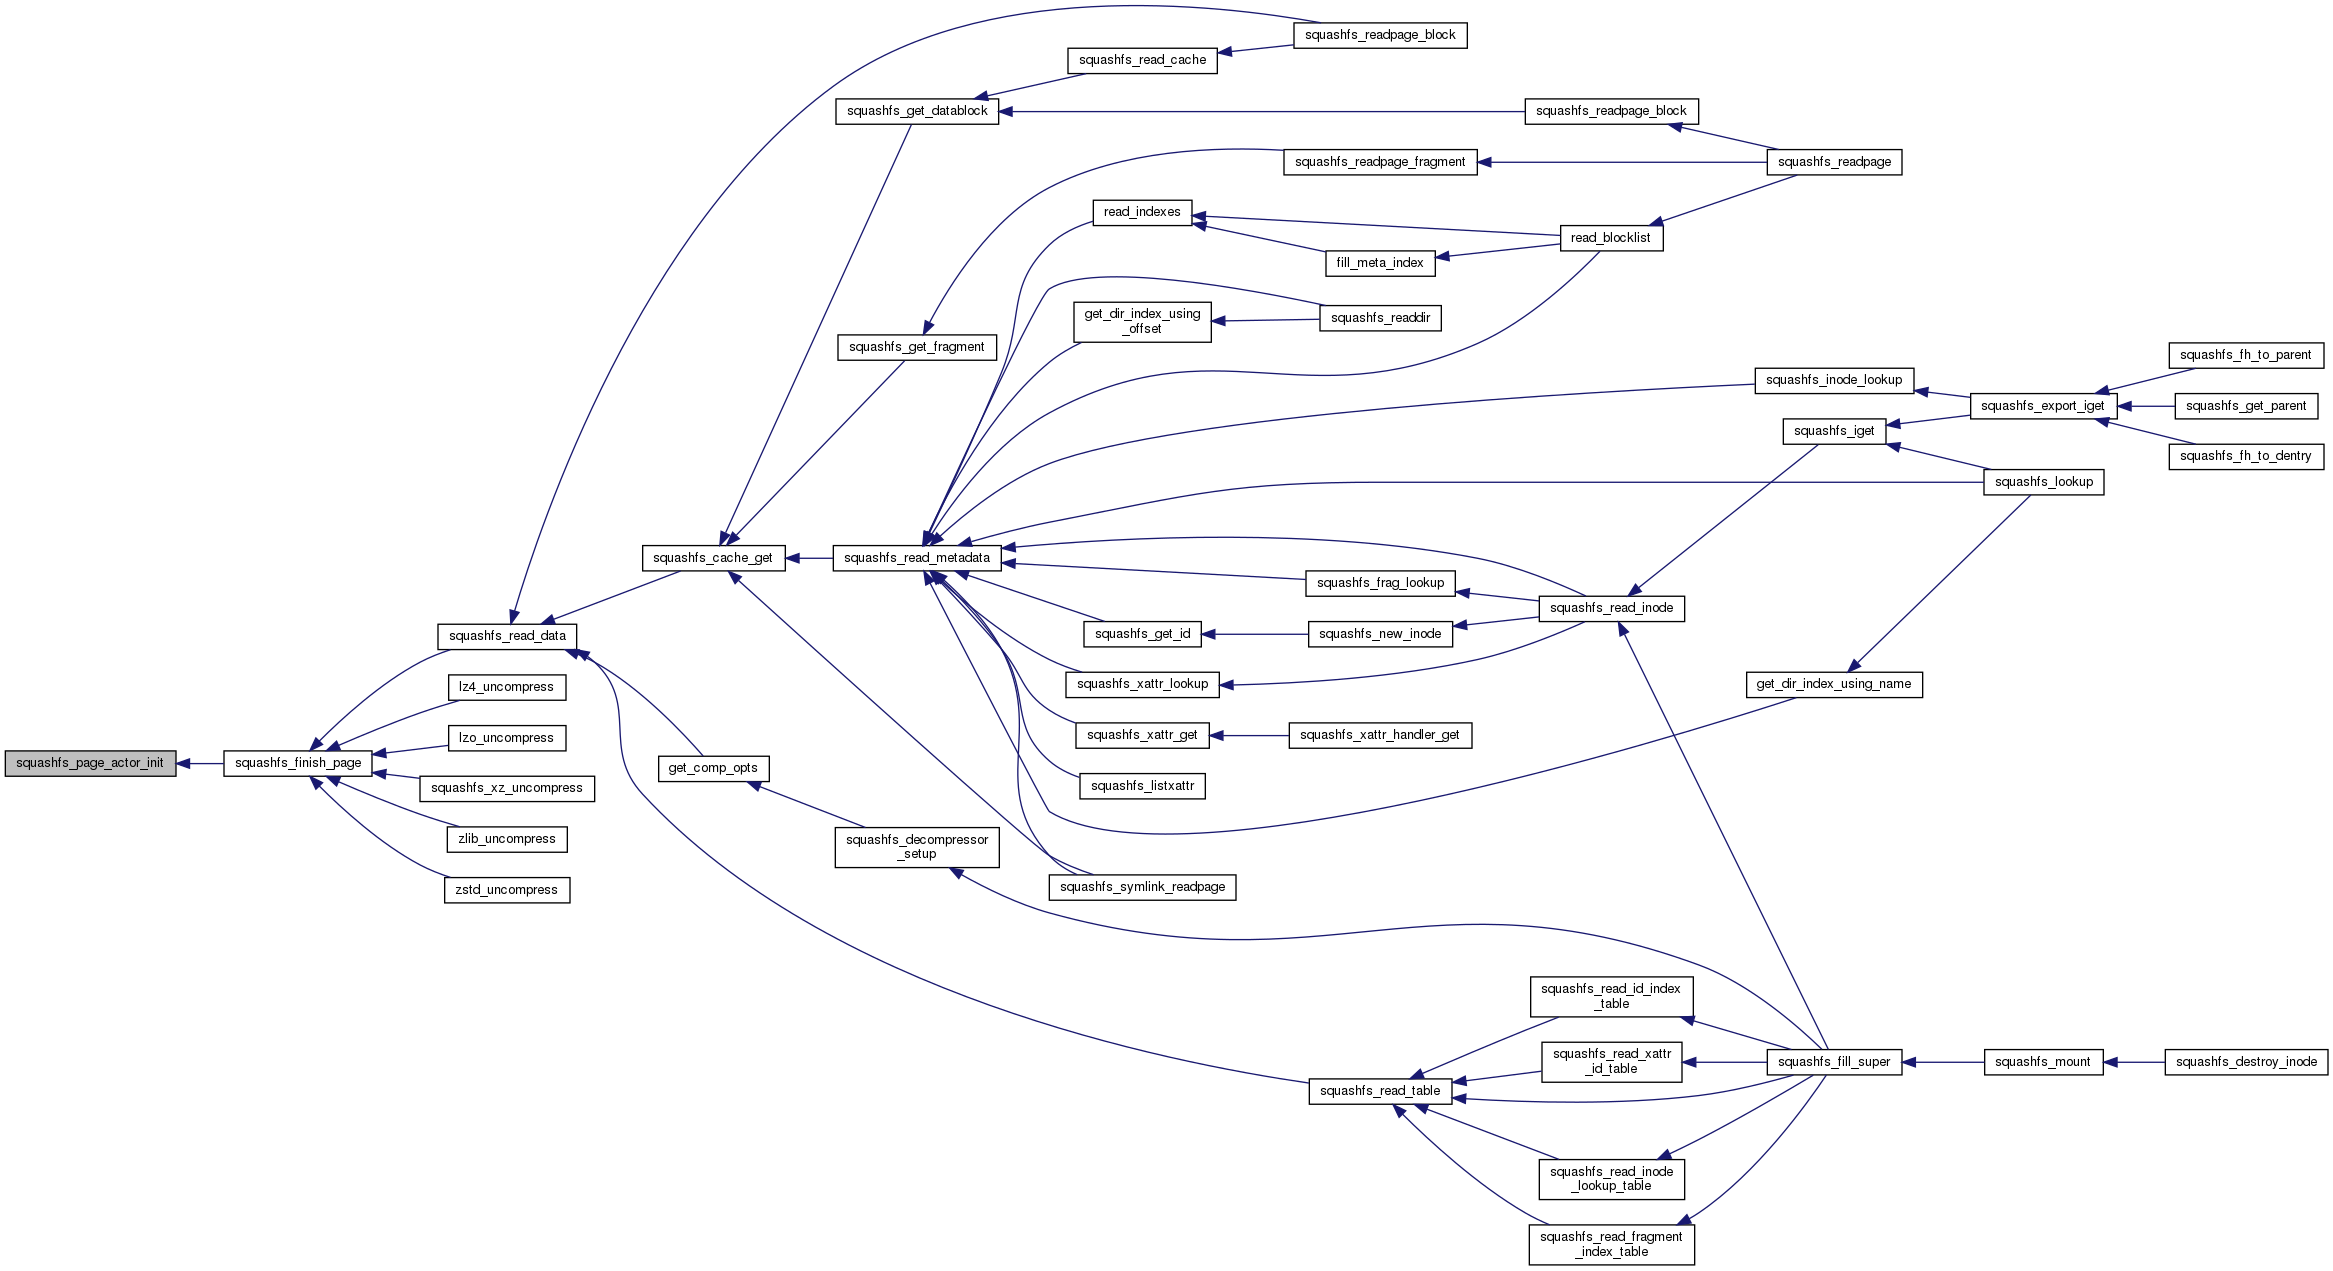 squashfs_readpage_block
squashfs_read_cache
squashfs_get_datablock
squashfs_readpage_block
squashfs_readpage_fragment
squashfs_readpage
read_indexes
read_blocklist
fill_meta_index
get_dir_index_using
_offset
squashfs_readdir
squashfs_get_fragment
squashfs_fh_to_parent
squashfs_inode_lookup
squashfs_export_iget
squashfs_get_parent
squashfs_iget
squashfs_fh_to_dentry
squashfs_lookup
squashfs_cache_get
squashfs_read_metadata
squashfs_frag_lookup
squashfs_read_inode
squashfs_read_data
squashfs_get_id
squashfs_new_inode
lz4_uncompress
squashfs_xattr_lookup
get_dir_index_using_name
lzo_uncompress
squashfs_xattr_get
squashfs_xattr_handler_get
squashfs_page_actor_init
squashfs_finish_page
get_comp_opts
squashfs_xz_uncompress
squashfs_listxattr
zlib_uncompress
squashfs_decompressor
_setup
zstd_uncompress
squashfs_symlink_readpage
squashfs_read_id_index
_table
squashfs_read_xattr
_id_table
squashfs_fill_super
squashfs_mount
squashfs_destroy_inode
squashfs_read_table
squashfs_read_inode
_lookup_table
squashfs_read_fragment
_index_table